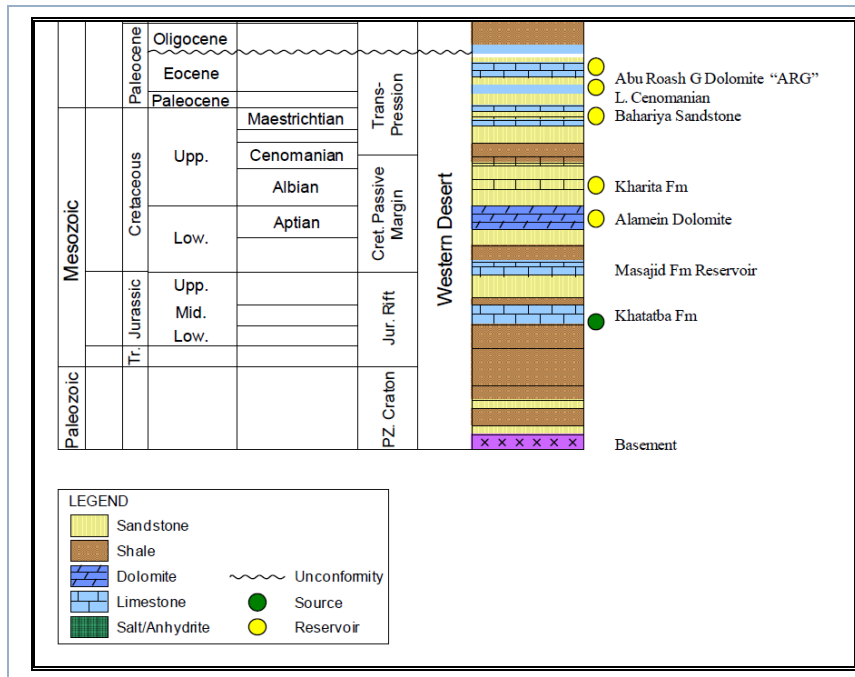 Oligocene
Paleocene
Eocene
Paleocene
Trans-
Pression
Abu Roash G Dolomite “ARG”
L. Cenomanian
Bahariya Sandstone
Mesozoic
Cretaceous
Upp.
Maestrichtian
Cenomanian
Albian
Cret. Passive
Margin
Western Desert
Kharita Fm
Low.
Aptian
Alamein Dolomite
Masajid Fm Reservoir
Jurassic
Upp.
Mid.
Low.
Jur. Rift
Khatatba Fm
Tr.
Paleozoic
PZ. Craton
× × × × × ×
Basement
LEGEND
Sandstone
Shale
Dolomite
Unconformity
Limestone
Source
Salt/Anhydrite
Reservoir